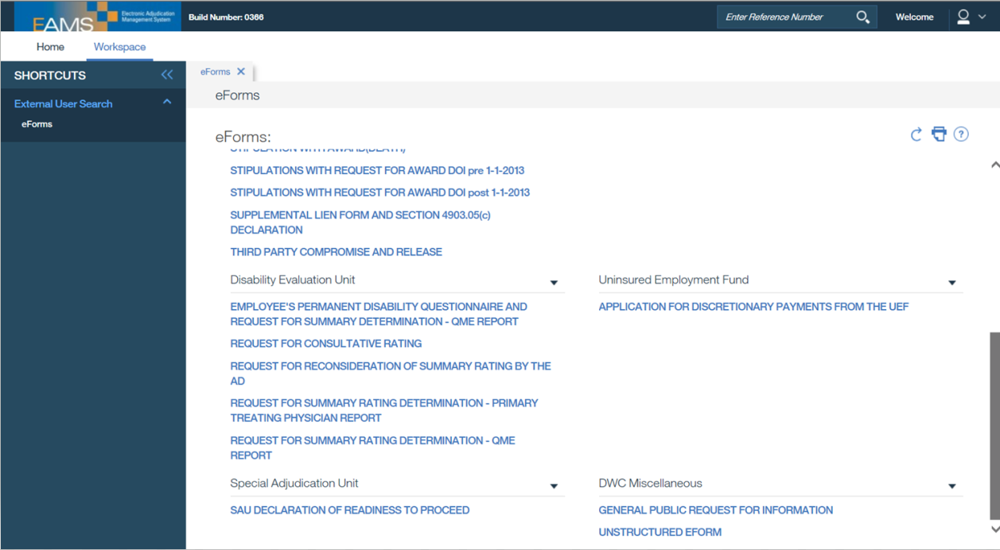 EAMS
Electronic Adjudication
Management System
Build Number: 0366
Enter Reference Number
Welcome
Home
Workspace
SHORTCUTS
External User Search
eForms
eForms
eForms
eForms:
STIPULATION WITH AWARD(DEATH)
STIPULATIONS WITH REQUEST FOR AWARD DOI pre 1-1-2013
STIPULATIONS WITH REQUEST FOR AWARD DOI post 1-1-2013
SUPPLEMENTAL LIEN FORM AND SECTION 4903.05(c)
DECLARATION
THIRD PARTY COMPROMISE AND RELEASE
Disability Evaluation Unit
EMPLOYEE'S PERMANENT DISABILITY QUESTIONNAIRE AND
REQUEST FOR SUMMARY DETERMINATION - QME REPORT
REQUEST FOR CONSULTATIVE RATING
REQUEST FOR RECONSIDERATION OF SUMMARY RATING BY THE
AD
REQUEST FOR SUMMARY RATING DETERMINATION - PRIMARY
TREATING PHYSICIAN REPORT
REQUEST FOR SUMMARY RATING DETERMINATION - QME
REPORT
Uninsured Employment Fund
APPLICATION FOR DISCRETIONARY PAYMENTS FROM THE UEF
Special Adjudication Unit
SAU DECLARATION OF READINESS TO PROCEED
DWC Miscellaneous
GENERAL PUBLIC REQUEST FOR INFORMATION
UNSTRUCTURED EFORM